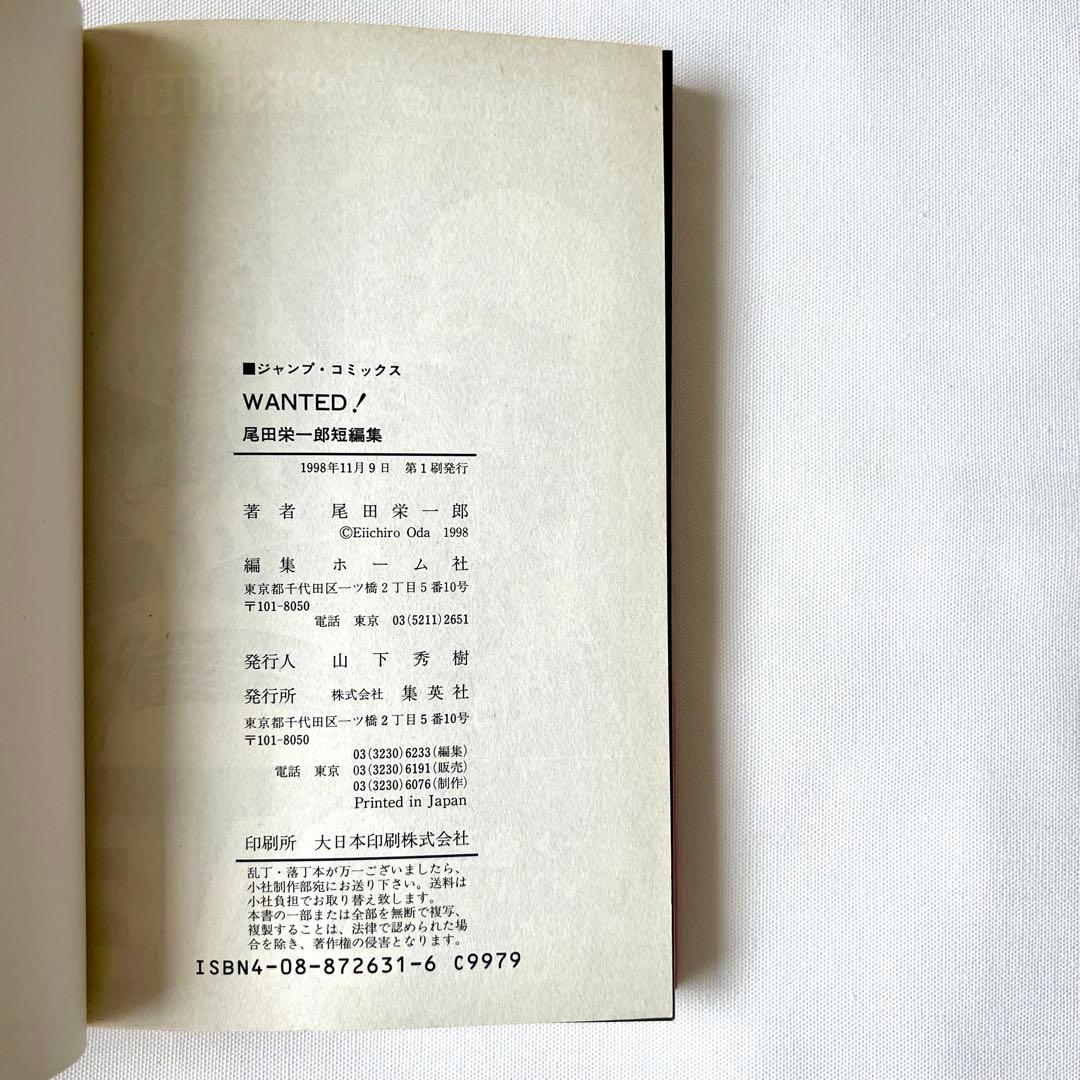 ■ジャンプ・コミックス
WANTED!
尾田栄一郎短編集
1998年11月9日 第1刷発行
著者 尾田栄一郎
©Eiichiro Oda 1998
編集 ホーム社
東京都千代田区一ツ橋2丁目5番10号
〒101-8050
電話 東京 03(5211)2651
発行人 山下秀樹
発行所 株式会社 集英社
東京都千代田区一ツ橋2丁目5番10号
〒101-8050
03(3230)6233(編集)
電話 東京 03(3230)6191(販売)
03(3230)6076(制作)
Printed in Japan
印刷所 大日本印刷株式会社
乱丁・落丁本が万一ございましたら、
小社制作部宛にお送り下さい。送料は
小社負担でお取り替え致します。
本書の一部または全部を無断で複写、
複製することは、法律で認められた場
合を除き、著作権の侵害となります。
ISBN4-08-872631-6 C9979